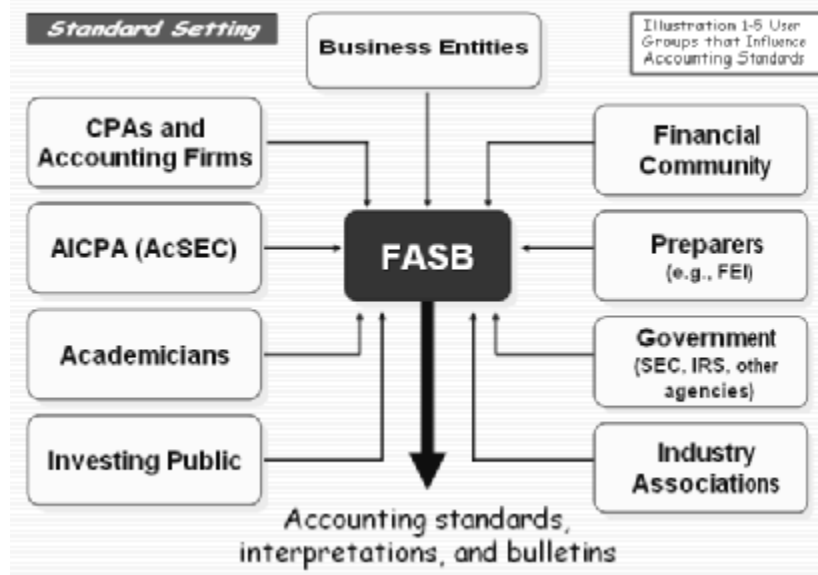 Standard Setting
Business Entities
Illustration 1-5 User
Groups that Influence
Accounting Standards
CPAs and
Accounting Firms
Financial
Community
AICPA (AcSEC)
FASB
Preparers
(e.g., FEI)
Academicians
Government
(SEC, IRS, other
agencies)
Investing Public
Industry
Associations
Accounting standards,
interpretations, and bulletins